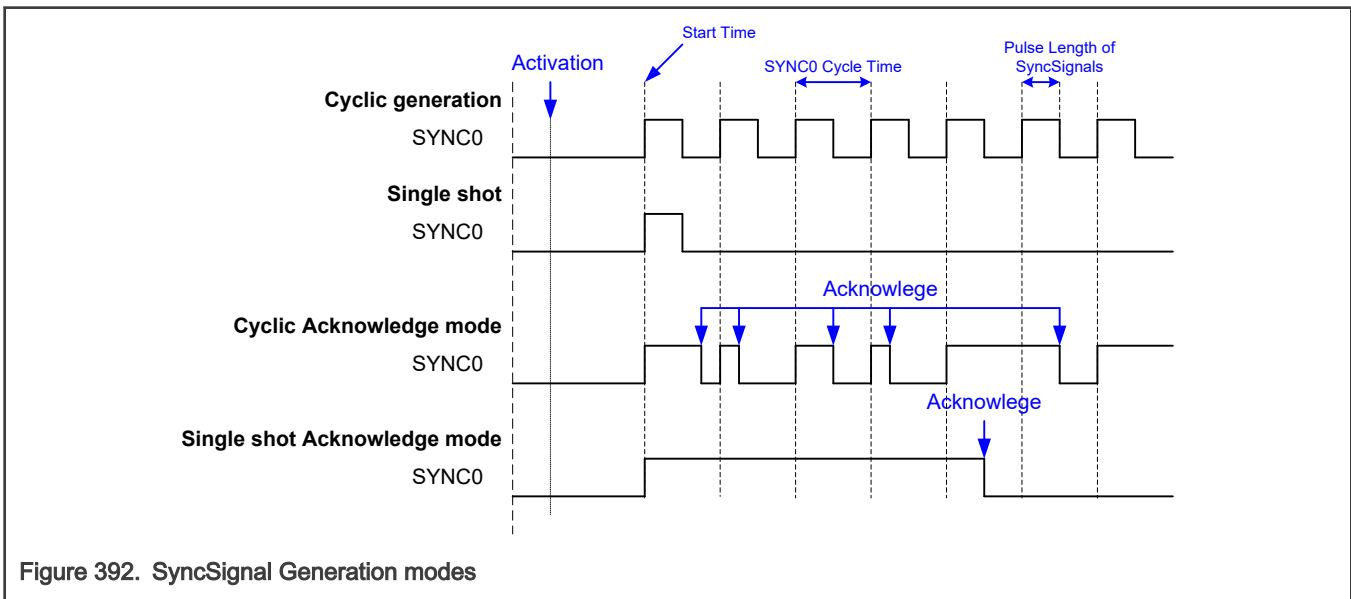 Start Time
Activation
SYNC0 Cycle Time
Pulse Length of
SyncSignals
Cyclic generation
SYNC0
Single shot
SYNC0
Acknowlege
Cyclic Acknowledge mode
SYNC0
Acknowlege
Single shot Acknowledge mode
SYNC0
Figure 392. SyncSignal Generation modes